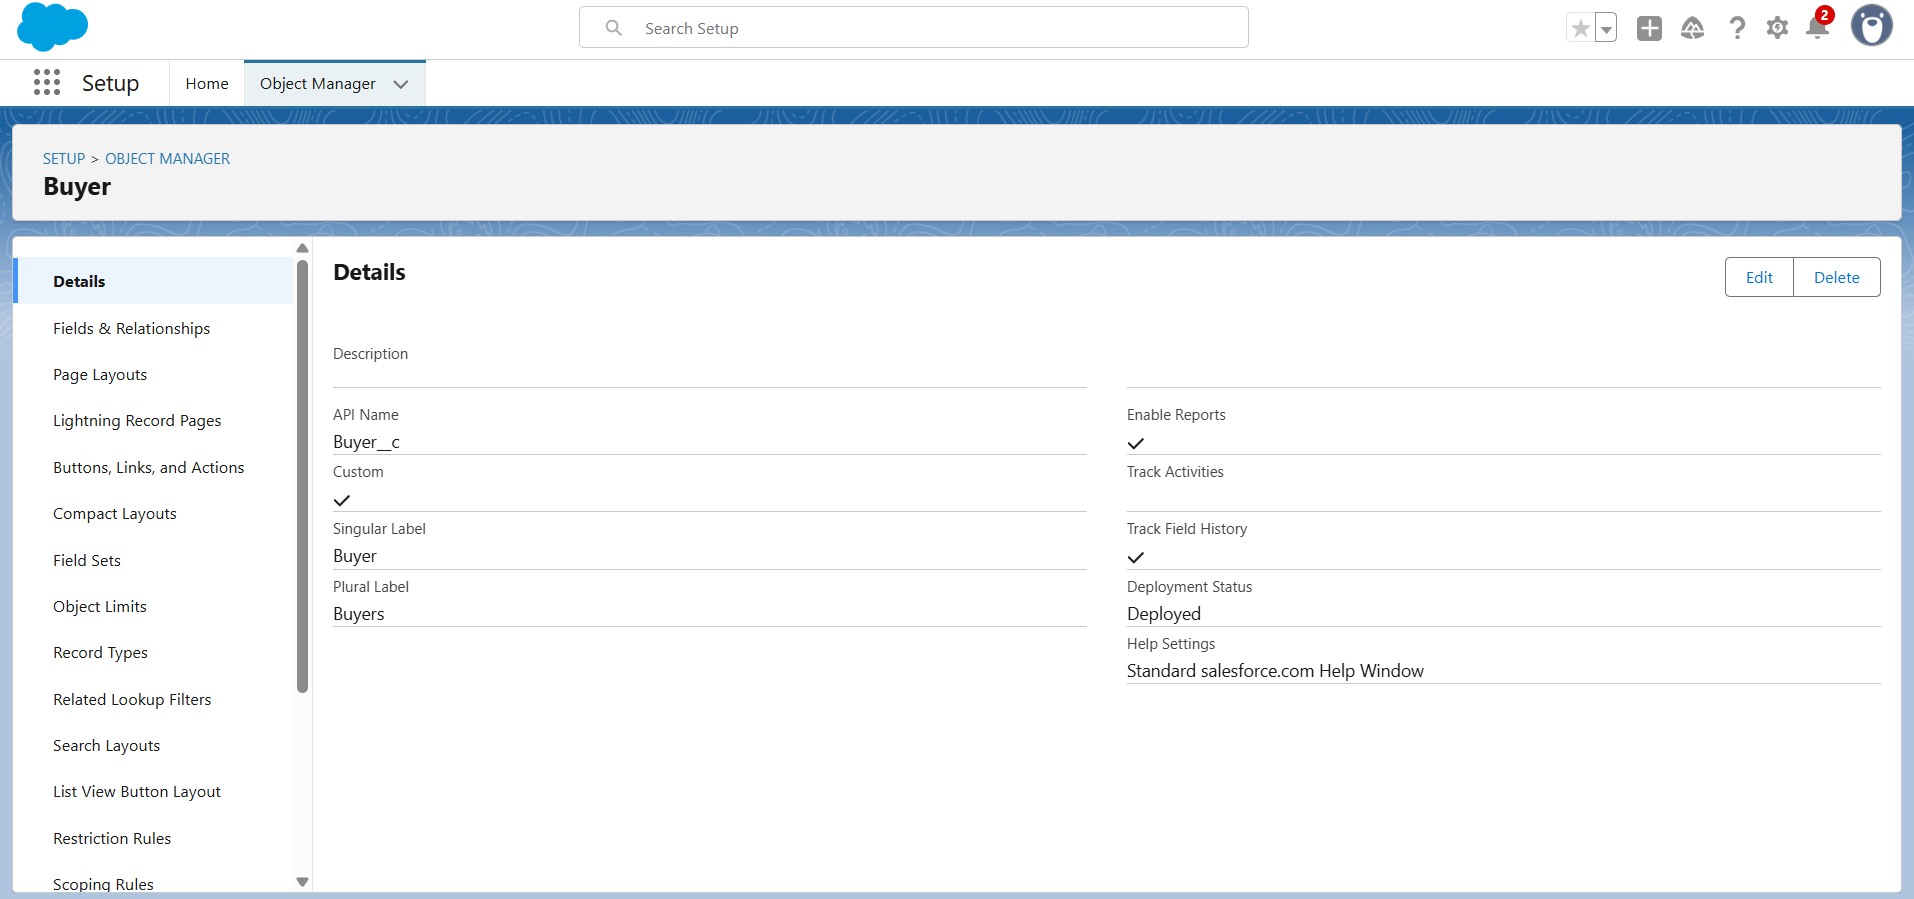 Search Setup
2
Setup
Home
Object Manager
SETUP > OBJECT MANAGER
Buyer
Details
Fields & Relationships
Page Layouts
Lightning Record Pages
Buttons, Links, and Actions
Compact Layouts
Field Sets
Object Limits
Record Types
Related Lookup Filters
Search Layouts
List View Button Layout
Restriction Rules
Scoping Rules
Details
Edit
Delete
Description
API Name
Buyer__c
Custom
Singular Label
Buyer
Plural Label
Buyers
Enable Reports
Track Activities
Track Field History
Deployment Status
Deployed
Help Settings
Standard salesforce.com Help Window